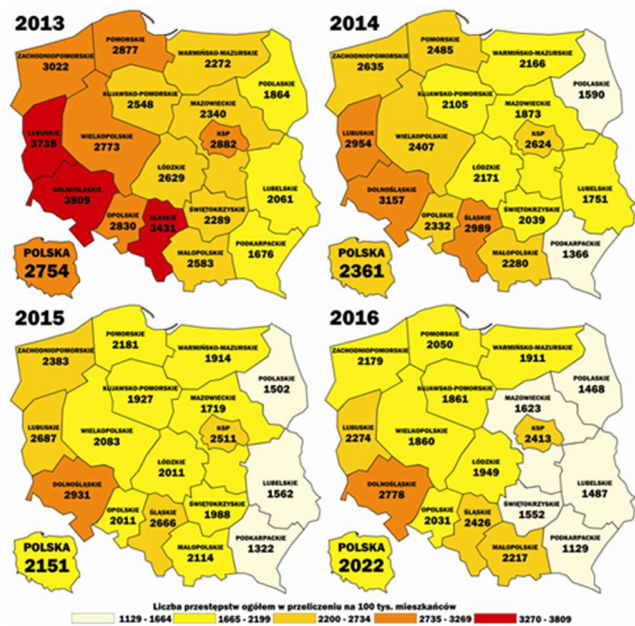 2013
POMORSKIE
2877
ZACHODNIOPOMORSKIE
3022
WARMIŃSKO-MAZURSKIE
2272
PODLASKIE
1864
KUJAWSKO-POMORSKIE
2548
MAZOWIECKIE
2340
LUBUSKIE
3738
WIELKOPOLSKIE
2773
KSP
2882
ŁÓDZKIE
2629
LUBELSKIE
2061
DOLNOŚLĄSKIE
3809
OPOLSKIE
2830
ŚLĄSKIE
3431
ŚWIĘTOKRZYSKIE
2289
MAŁOPOLSKIE
2583
PODKARPACKIE
1676
POLSKA
2754
2014
POMORSKIE
2485
ZACHODNIOPOMORSKIE
2635
WARMIŃSKO-MAZURSKIE
2166
PODLASKIE
1590
KUJAWSKO-POMORSKIE
2105
MAZOWIECKIE
1873
LUBUSKIE
2954
WIELKOPOLSKIE
2407
KSP
2624
ŁÓDZKIE
2171
LUBELSKIE
1751
DOLNOŚLĄSKIE
3157
OPOLSKIE
2332
ŚLĄSKIE
2989
ŚWIĘTOKRZYSKIE
2039
MAŁOPOLSKIE
2280
PODKARPACKIE
1366
POLSKA
2361
2015
POMORSKIE
2181
ZACHODNIOPOMORSKIE
2383
WARMIŃSKO-MAZURSKIE
1914
PODLASKIE
1502
KUJAWSKO-POMORSKIE
1927
MAZOWIECKIE
1719
LUBUSKIE
2687
WIELKOPOLSKIE
2083
KSP
2511
ŁÓDZKIE
2011
LUBELSKIE
1562
DOLNOŚLĄSKIE
2931
OPOLSKIE
2011
ŚLĄSKIE
2666
ŚWIĘTOKRZYSKIE
1988
MAŁOPOLSKIE
2114
PODKARPACKIE
1322
POLSKA
2151
2016
POMORSKIE
2050
ZACHODNIOPOMORSKIE
2179
WARMIŃSKO-MAZURSKIE
1911
PODLASKIE
1468
KUJAWSKO-POMORSKIE
1861
MAZOWIECKIE
1623
LUBUSKIE
2274
WIELKOPOLSKIE
1860
KSP
2413
ŁÓDZKIE
1949
LUBELSKIE
1487
DOLNOŚLĄSKIE
2778
OPOLSKIE
2031
ŚLĄSKIE
2426
ŚWIĘTOKRZYSKIE
1552
MAŁOPOLSKIE
2217
PODKARPACKIE
1129
POLSKA
2022
Liczba przestępstw ogółem w przeliczeniu na 100 tys. mieszkańców
1129 - 1664 1665 - 2199 2200 - 2734 2735 - 3269 3270 - 3809